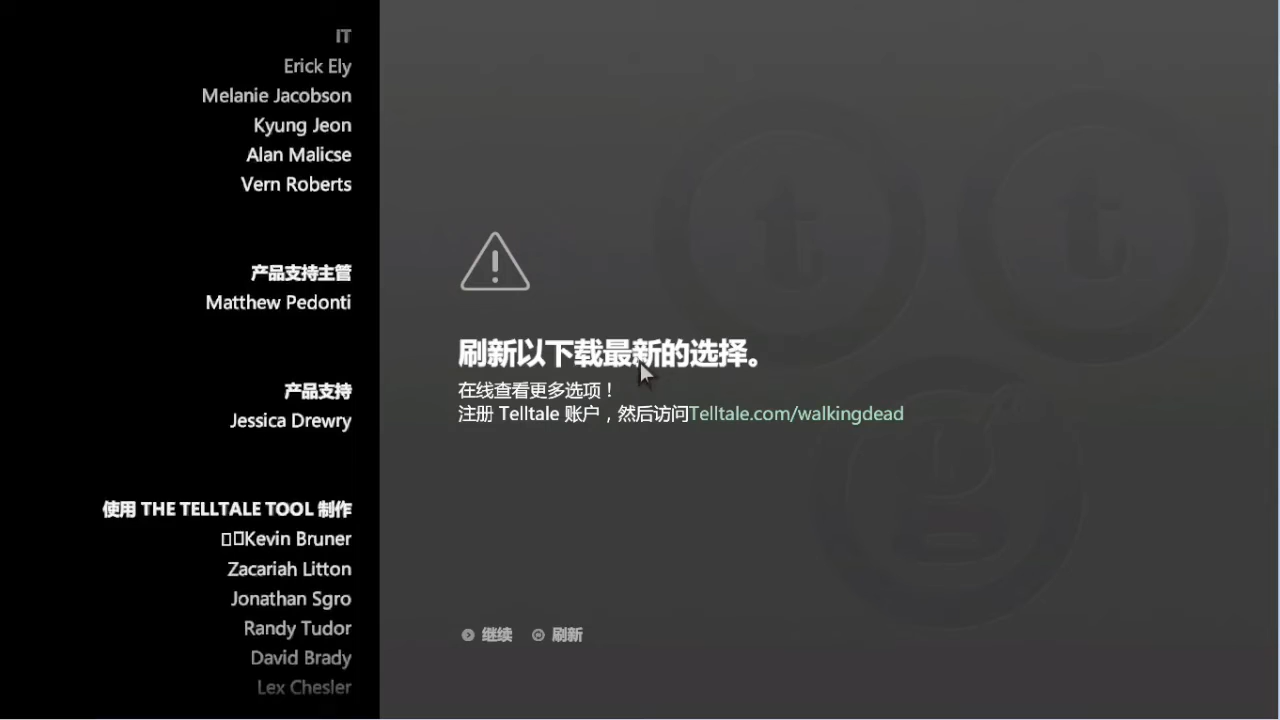 IT
Erick Ely
Melanie Jacobson
Kyung Jeon
Alan Malicse
Vern Roberts
产品支持主管
Matthew Pedonti
产品支持
Jessica Drewry
使用 THE TELLTALE TOOL 制作
□□Kevin Bruner
Zacariah Litton
Jonathan Sgro
Randy Tudor
David Brady
Lex Chesler
刷新以下载最新的选择。
在线查看更多选项！
注册 Telltale 账户，然后访问Telltale.com/walkingdead
继续 刷新